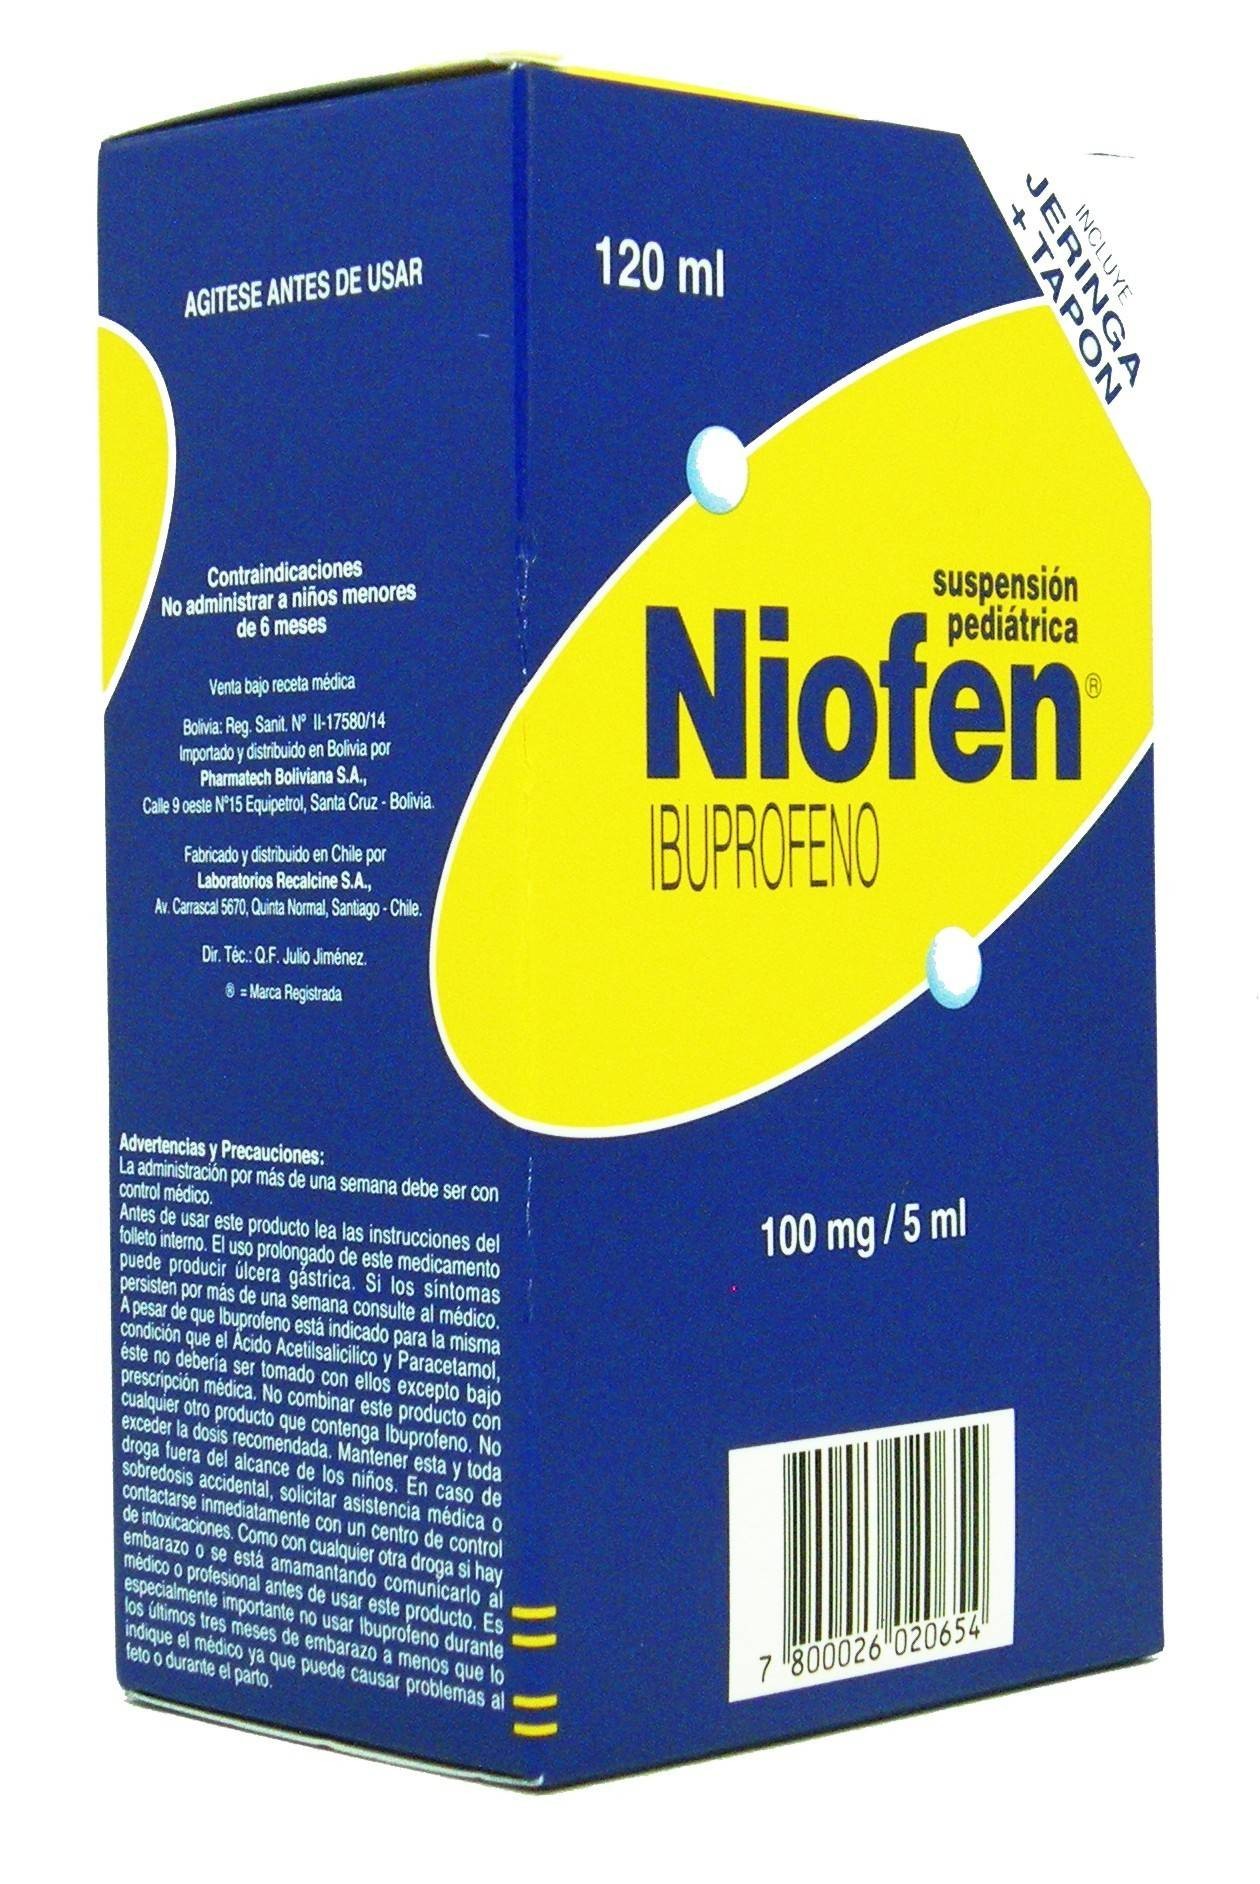 AGITESE ANTES DE USAR
Contraindicaciones
No administrar a niños menores
de 6 meses
Venta bajo receta médica
Bolivia: Reg. Sanit. Nº II-17580/14
Importado y distribuido en Bolivia por
Pharmatech Boliviana S.A.,
Calle 9 oeste Nº15 Equipetrol, Santa Cruz - Bolivia.
Fabricado y distribuido en Chile por
Laboratorios Recalcine S.A.,
Av. Carrascal 5670, Quinta Normal, Santiago - Chile.
Dir. Téc.: Q.F. Julio Jiménez.
® = Marca Registrada
Advertencias y Precauciones:
La administración por más de una semana debe ser con
control médico.
Antes de usar este producto lea las instrucciones del
folleto interno. El uso prolongado de este medicamento
puede producir úlcera gástrica. Si los síntomas
persisten por más de una semana consulte al médico.
A pesar de que Ibuprofeno está indicado para la misma
condición que el Ácido Acetilsalicilico y Paracetamol,
éste no debería ser tomado con ellos excepto bajo
prescripción médica. No combinar este producto con
cualquier otro producto que contenga Ibuprofeno. No
exceder la dosis recomendada. Mantener esta y toda
droga fuera del alcance de los niños. En caso de
sobredosis accidental, solicitar asistencia médica o
contactarse inmediatamente con un centro de control
de intoxicaciones. Como con cualquier otra droga si hay
embarazo o se está amamantando comunicarlo al
médico o profesional antes de usar este producto. Es
especialmente importante no usar Ibuprofeno durante
los últimos tres meses de embarazo a menos que lo
indique el médico ya que puede causar problemas al
feto o durante el parto.
120 ml
INCLUYE
JERINGA
+ TAPON
suspensión
pediátrica
Niofen®
IBUPROFENO
100 mg / 5 ml
7 800026 020654